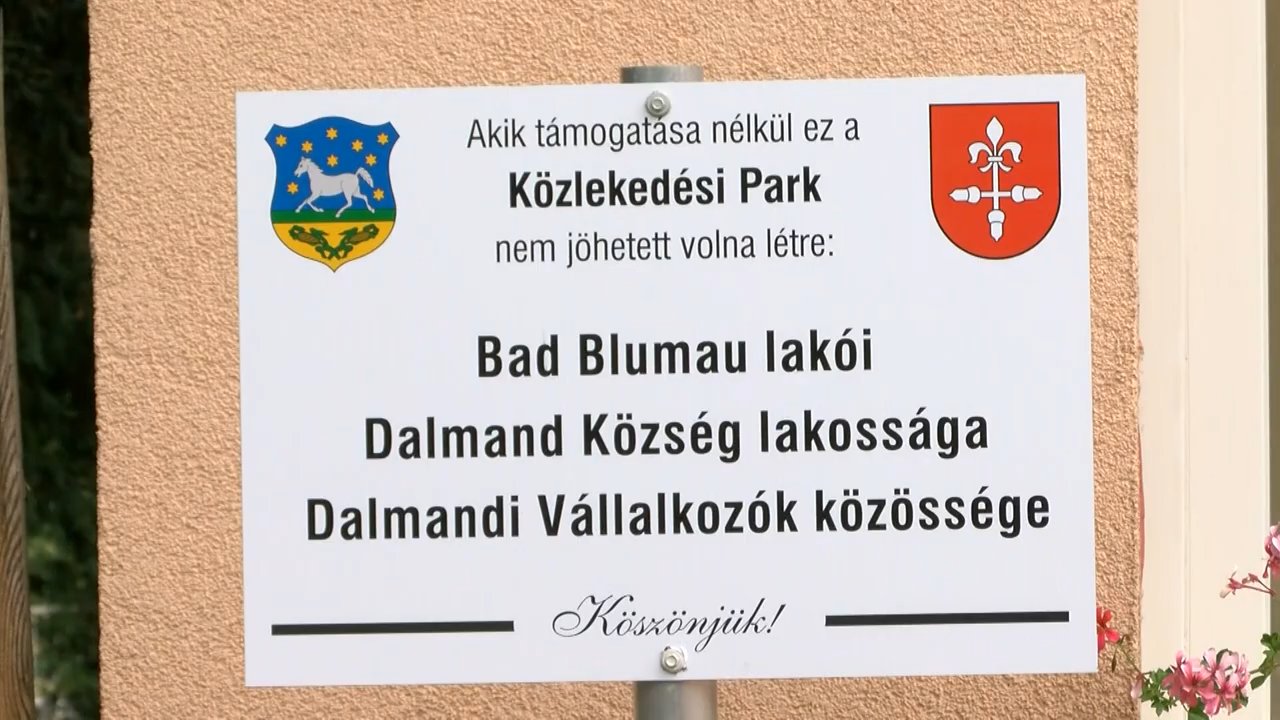 Akik támogatása nélkül ez a
Közlekedési Park
nem jöhetett volna létre:
Bad Blumau lakói
Dalmand Község lakossága
Dalmandi Vállalkozók közössége
Köszönjük!